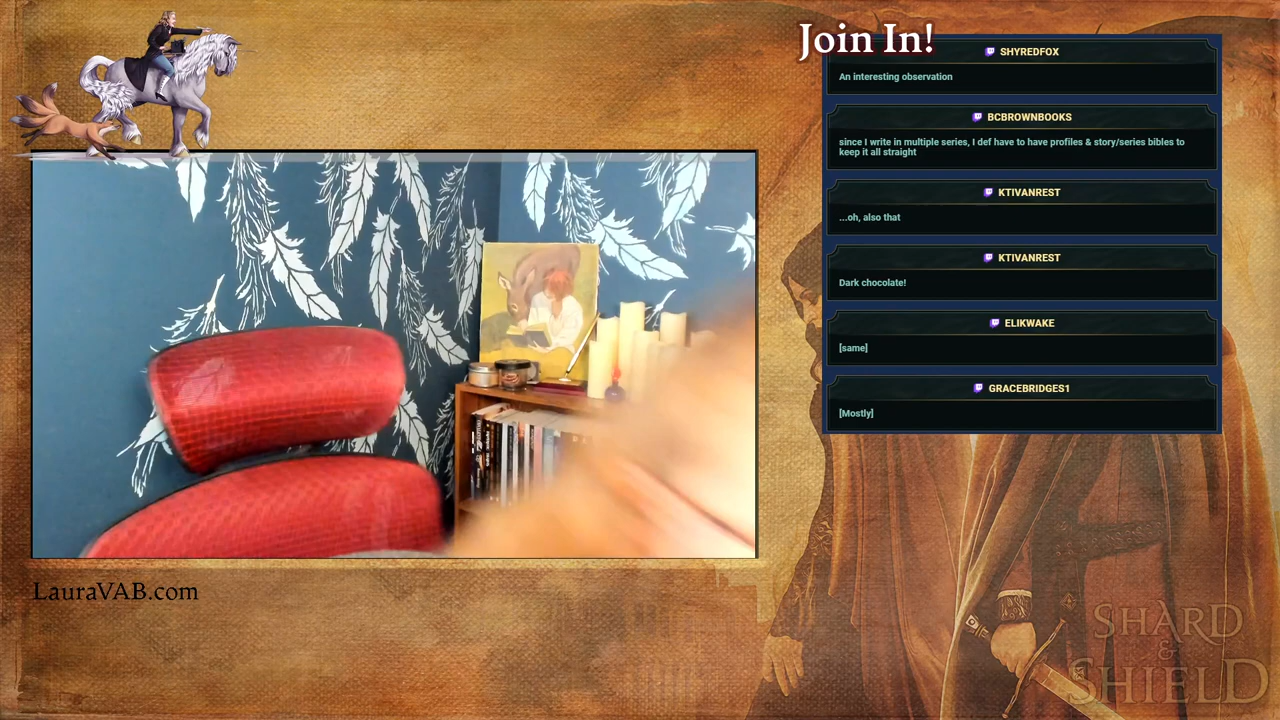 Join In!
SHYREDFOX
An interesting observation
BCBROWNBOOKS
since I write in multiple series, I def have to have profiles & story/series bibles to
keep it all straight
KTIVANREST
...oh, also that
KTIVANREST
Dark chocolate!
ELIKWAKE
[same]
GRACEBRIDGES1
[Mostly]
LauraVAB.com
SHARD
&
SHIELD